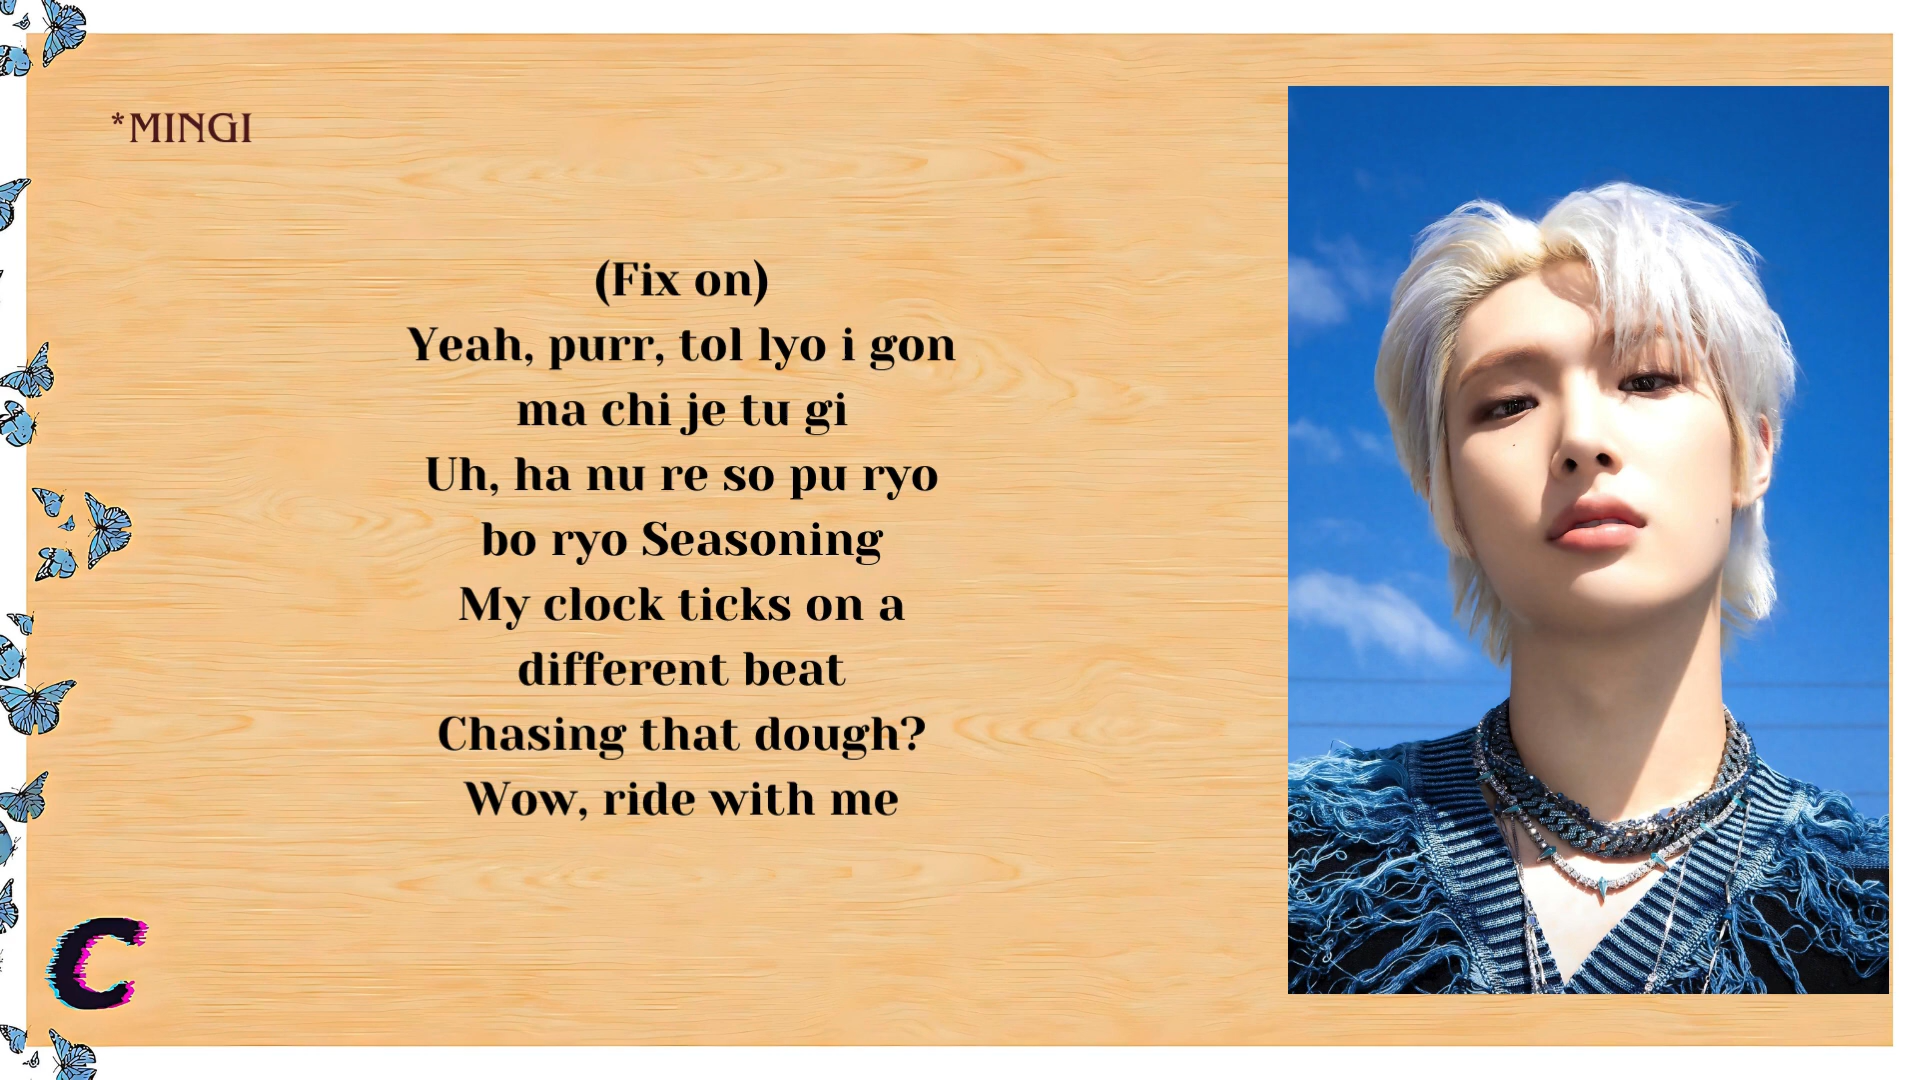 *MINGI
(Fix on)
Yeah, purr, tol lyo i gon
ma chi je tu gi
Uh, ha nu re so pu ryo
bo ryo Seasoning
My clock ticks on a
different beat
Chasing that dough?
Wow, ride with me
C